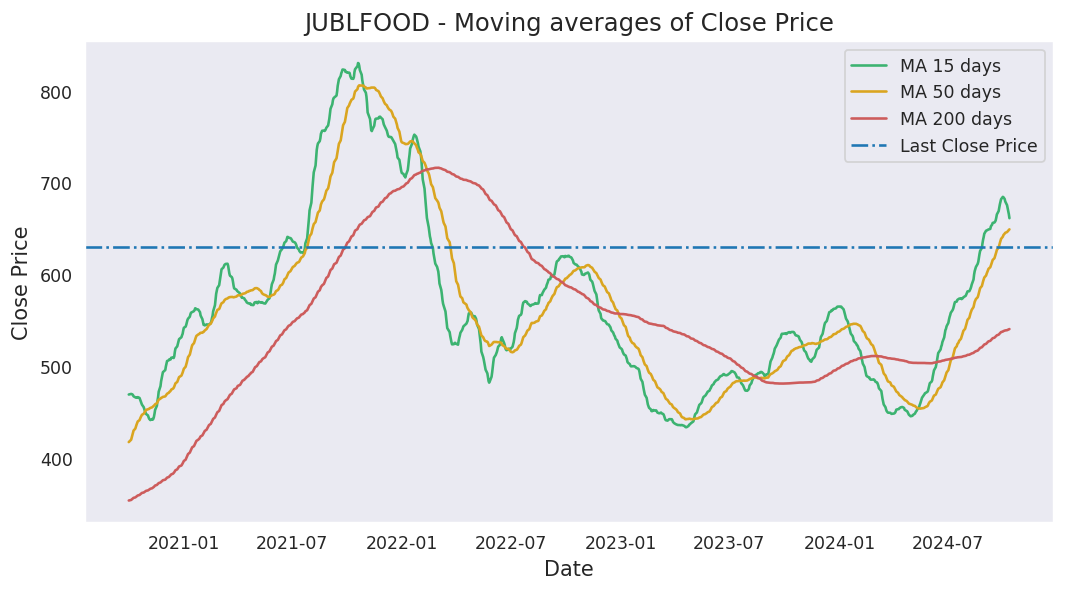 JUBLFOOD - Moving averages of Close Price
MA 15 days
MA 50 days
MA 200 days
Last Close Price
Close Price
800
700
600
500
400
2021-01 2021-07 2022-01 2022-07 2023-01 2023-07 2024-01 2024-07
Date